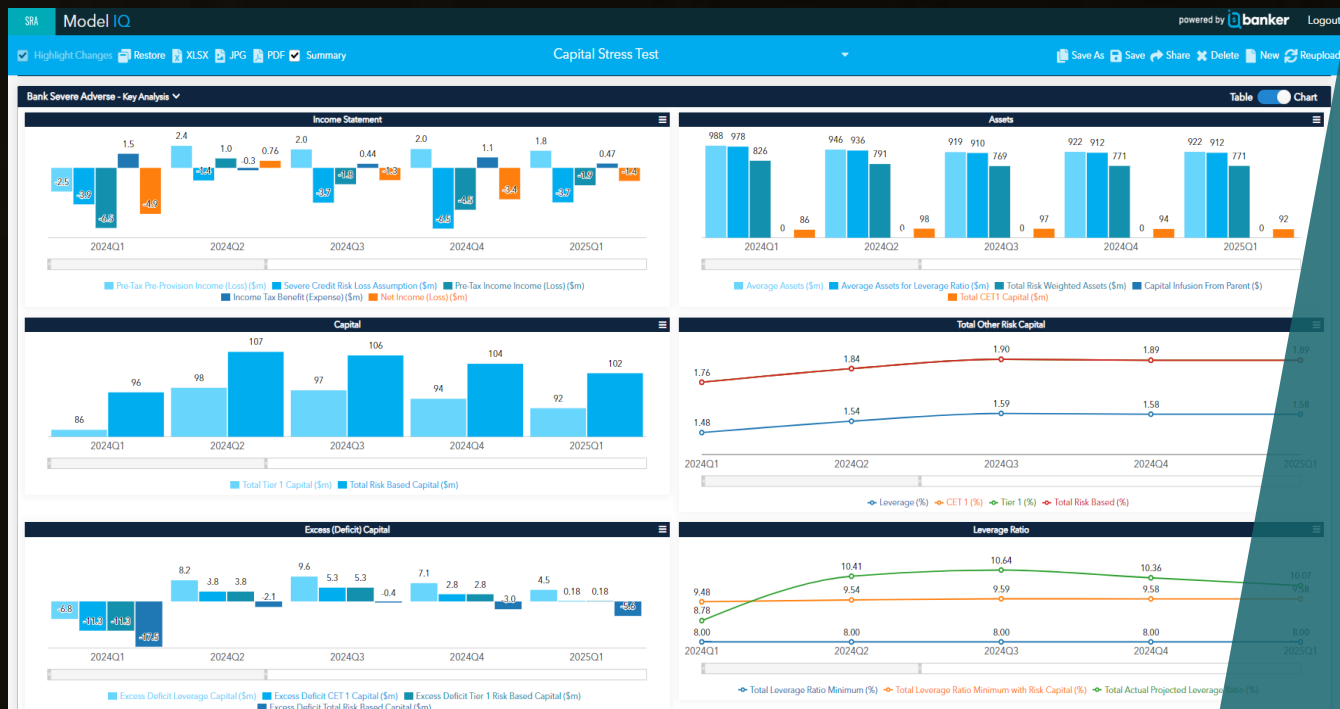 SRA Model IQ powered by iQbanker Logout
Highlight Changes Restore XLSX JPG PDF Summary Capital Stress Test Save As Save Share Delete New Reupload
Bank Severe Adverse - Key Analysis Table Chart
Income Statement
2.4 2.0 2.0 1.8
1.5 1.0 0.76 0.44 1.1 0.47
-0.3
-2.5 -3.9 -6.5 -4.9 -1.4 -3.7 -1.8 -1.3 -6.5 -4.5 -3.4 -3.7 -1.9 -1.4
2024Q1 2024Q2 2024Q3 2024Q4 2025Q1
Pre-Tax Pre-Provision Income (Loss) ($m) Severe Credit Risk Loss Assumption ($m) Pre-Tax Income Income (Loss) ($m)
Income Tax Benefit (Expense) ($m) Net Income (Loss) ($m)
Assets
988 978 826 0 86 946 936 791 0 98 919 910 769 0 97 922 912 771 0 94 922 912 771 0 92
2024Q1 2024Q2 2024Q3 2024Q4 2025Q1
Average Assets ($m) Average Assets for Leverage Ratio ($m) Total Risk Weighted Assets ($m) Capital Infusion From Parent ($)
Total CET1 Capital ($m)
Capital
86 96 98 107 97 106 94 104 92 102
2024Q1 2024Q2 2024Q3 2024Q4 2025Q1
Total Tier 1 Capital ($m) Total Risk Based Capital ($m)
Total Other Risk Capital
1.76 1.84 1.90 1.89 1.89
1.48 1.54 1.59 1.58 1.58
2024Q1 2024Q2 2024Q3 2024Q4 2025Q1
Leverage (%) CET 1 (%) Tier 1 (%) Total Risk Based (%)
Excess (Deficit) Capital
-6.8 -11.3 -11.3 -17.5 8.2 3.8 3.8 -2.1 9.6 5.3 5.3 -0.4 7.1 2.8 2.8 -3.0 4.5 0.18 0.18
2024Q1 2024Q2 2024Q3 2024Q4 2025Q1
Excess Deficit Leverage Capital ($m) Excess Deficit CET 1 Capital ($m) Excess Deficit Tier 1 Risk Based Capital ($m)
Excess Deficit Total Risk Based Capital ($m)
Leverage Ratio
10.41 10.64 10.36 10.07
9.48 9.54 9.59 9.58 9.58
8.78
8.00 8.00 8.00 8.00 8.00
2024Q1 2024Q2 2024Q3 2024Q4 2025Q1
Total Leverage Ratio Minimum (%) Total Leverage Ratio Minimum with Risk Capital (%) Total Actual Projected Leverage Ratio (%)